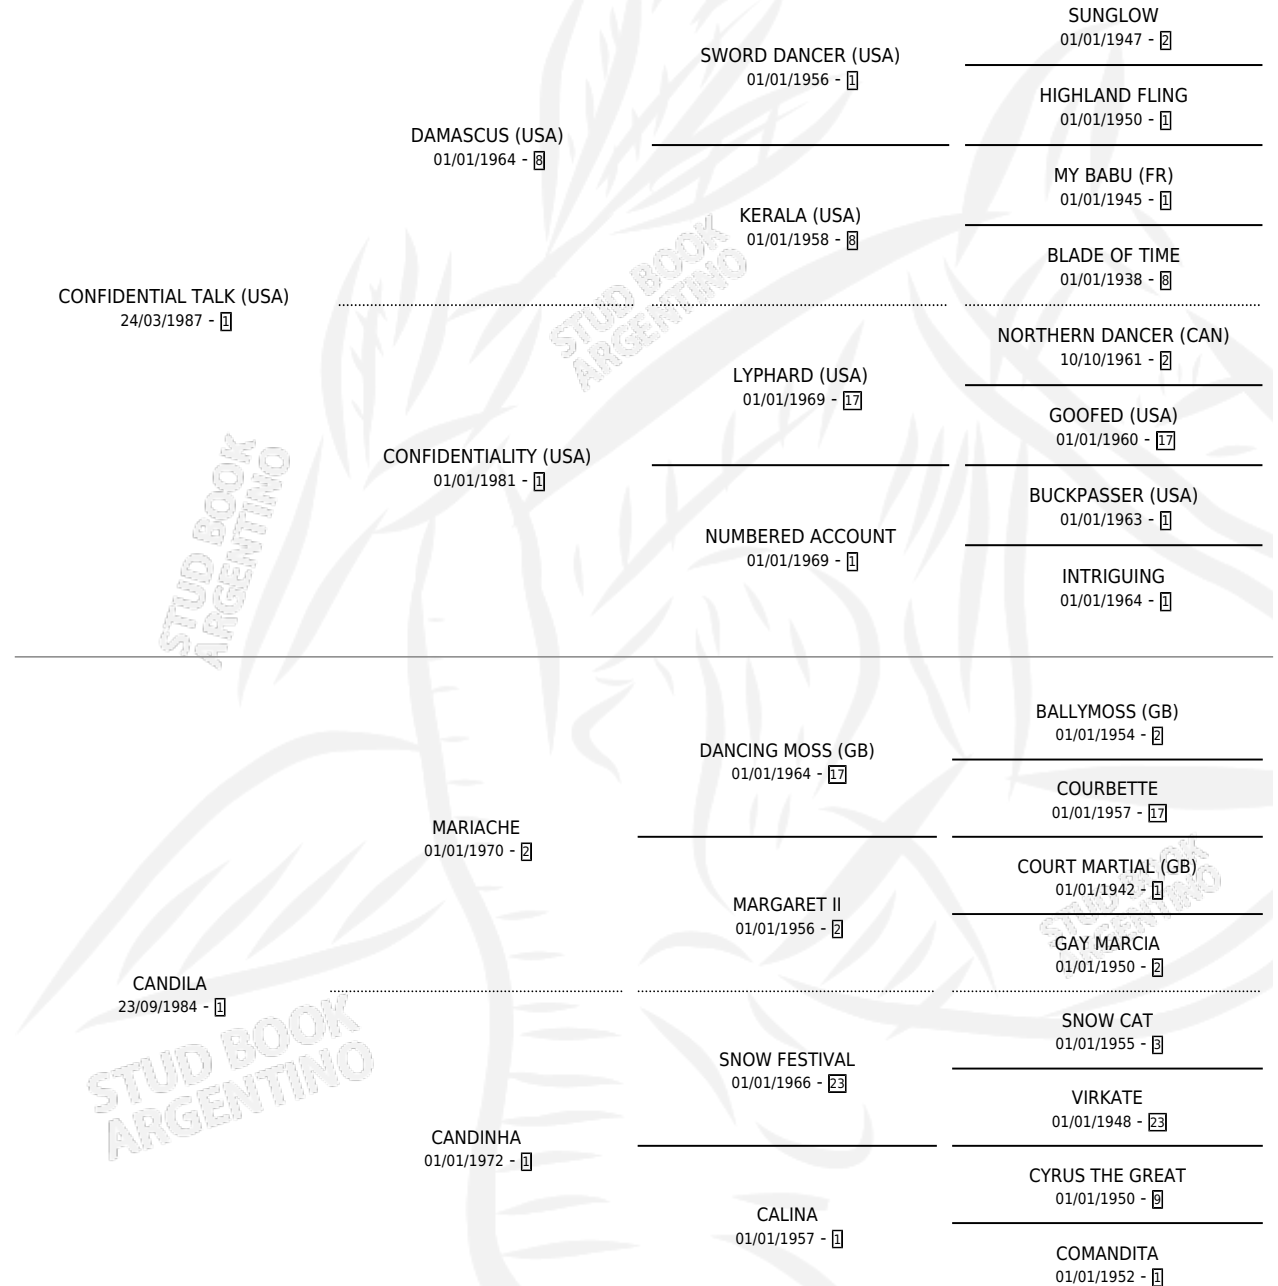 SUNGLOW
01/01/1947 - 2
SWORD DANCER (USA)
01/01/1956 - 1
HIGHLAND FLING
01/01/1950 - 1
DAMASCUS (USA)
01/01/1964 - 8
MY BABU (FR)
01/01/1945 - 1
KERALA (USA)
01/01/1958 - 8
BLADE OF TIME
01/01/1938 - 8
CONFIDENTIAL TALK (USA)
24/03/1987 - 1
NORTHERN DANCER (CAN)
10/10/1961 - 2
LYPHARD (USA)
01/01/1969 - 17
GOOFED (USA)
01/01/1960 - 17
CONFIDENTIALITY (USA)
01/01/1981 - 1
BUCKPASSER (USA)
01/01/1963 - 1
NUMBERED ACCOUNT
01/01/1969 - 1
INTRIGUING
01/01/1964 - 1
BALLYMOSS (GB)
01/01/1954 - 2
DANCING MOSS (GB)
01/01/1964 - 17
COURBETTE
01/01/1957 - 17
MARIACHE
01/01/1970 - 2
COURT MARTIAL (GB)
01/01/1942 - 1
MARGARET II
01/01/1956 - 2
GAY MARCIA
01/01/1950 - 2
CANDILA
23/09/1984 - 1
SNOW CAT
01/01/1955 - 3
SNOW FESTIVAL
01/01/1966 - 23
VIRKATE
01/01/1948 - 23
CANDINHA
01/01/1972 - 1
CYRUS THE GREAT
01/01/1950 - 9
CALINA
01/01/1957 - 1
COMANDITA
01/01/1952 - 1
STUD BOOK
ARGENTINO
STUD BOOK
ARGENTINO
STUD BOOK
ARGENTINO
STUD BOOK
ARGENTINO